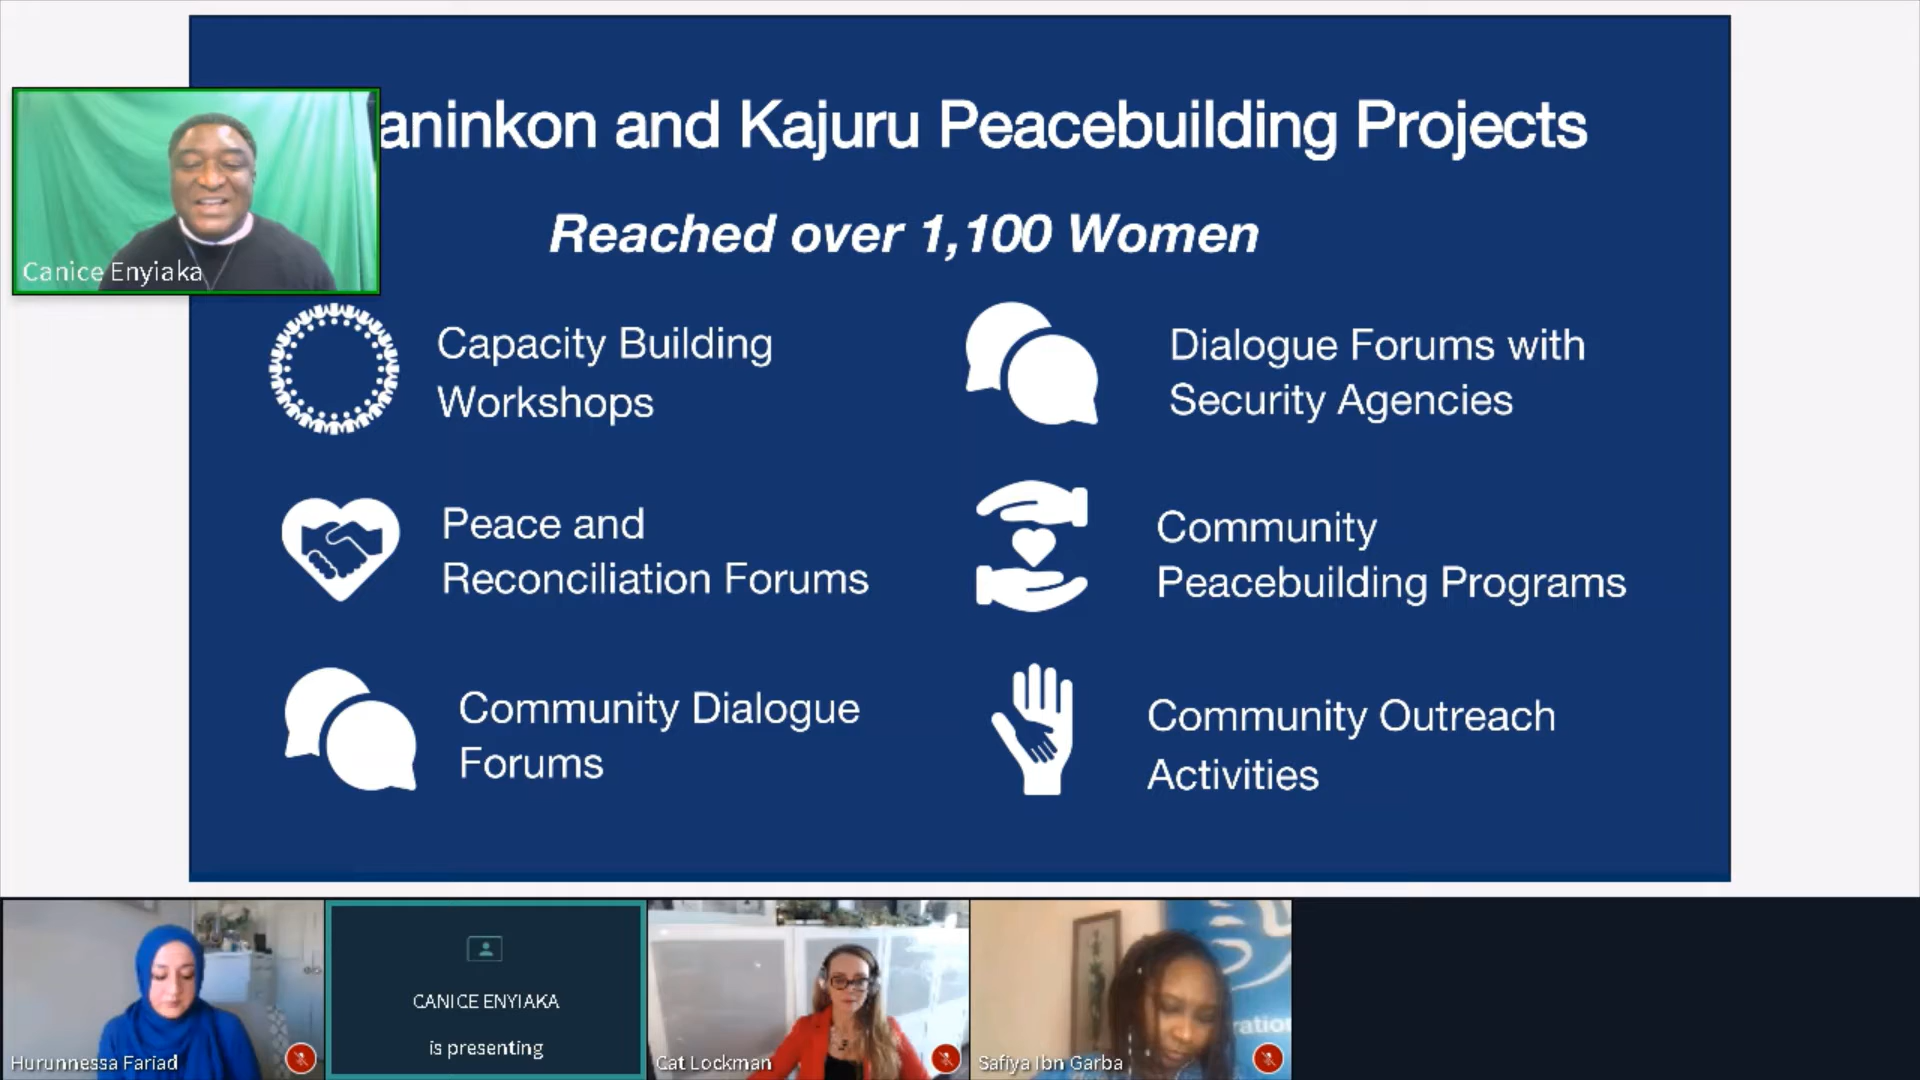 aninkon and Kajuru Peacebuilding Projects
Reached over 1,100 Women
Canice Enyiaka
Capacity Building
Workshops
Dialogue Forums with
Security Agencies
Peace and
Reconciliation Forums
Community
Peacebuilding Programs
Community Dialogue
Forums
Community Outreach
Activities
Hurunnessa Fariad
CANICE ENYIAKA
is presenting
Cat Lockman
Safiya Ibn Garba
ration